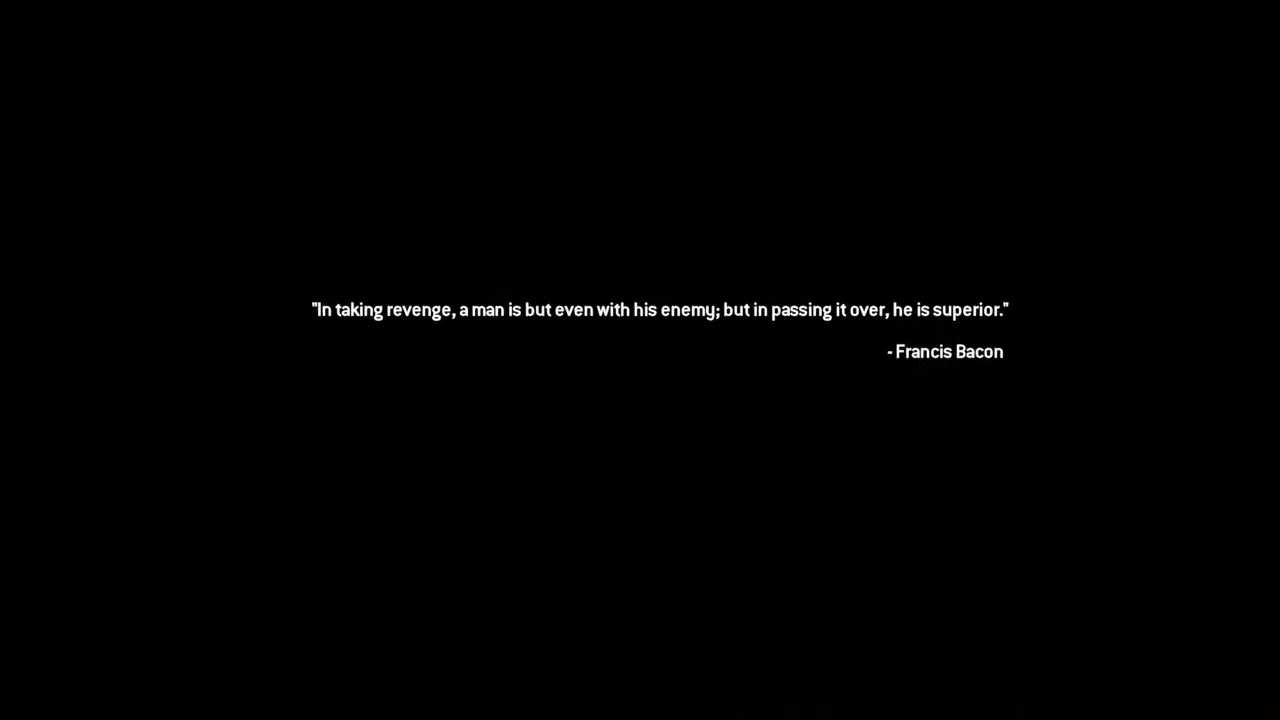 "In taking revenge, a man is but even with his enemy; but in passing it over, he is superior."
- Francis Bacon